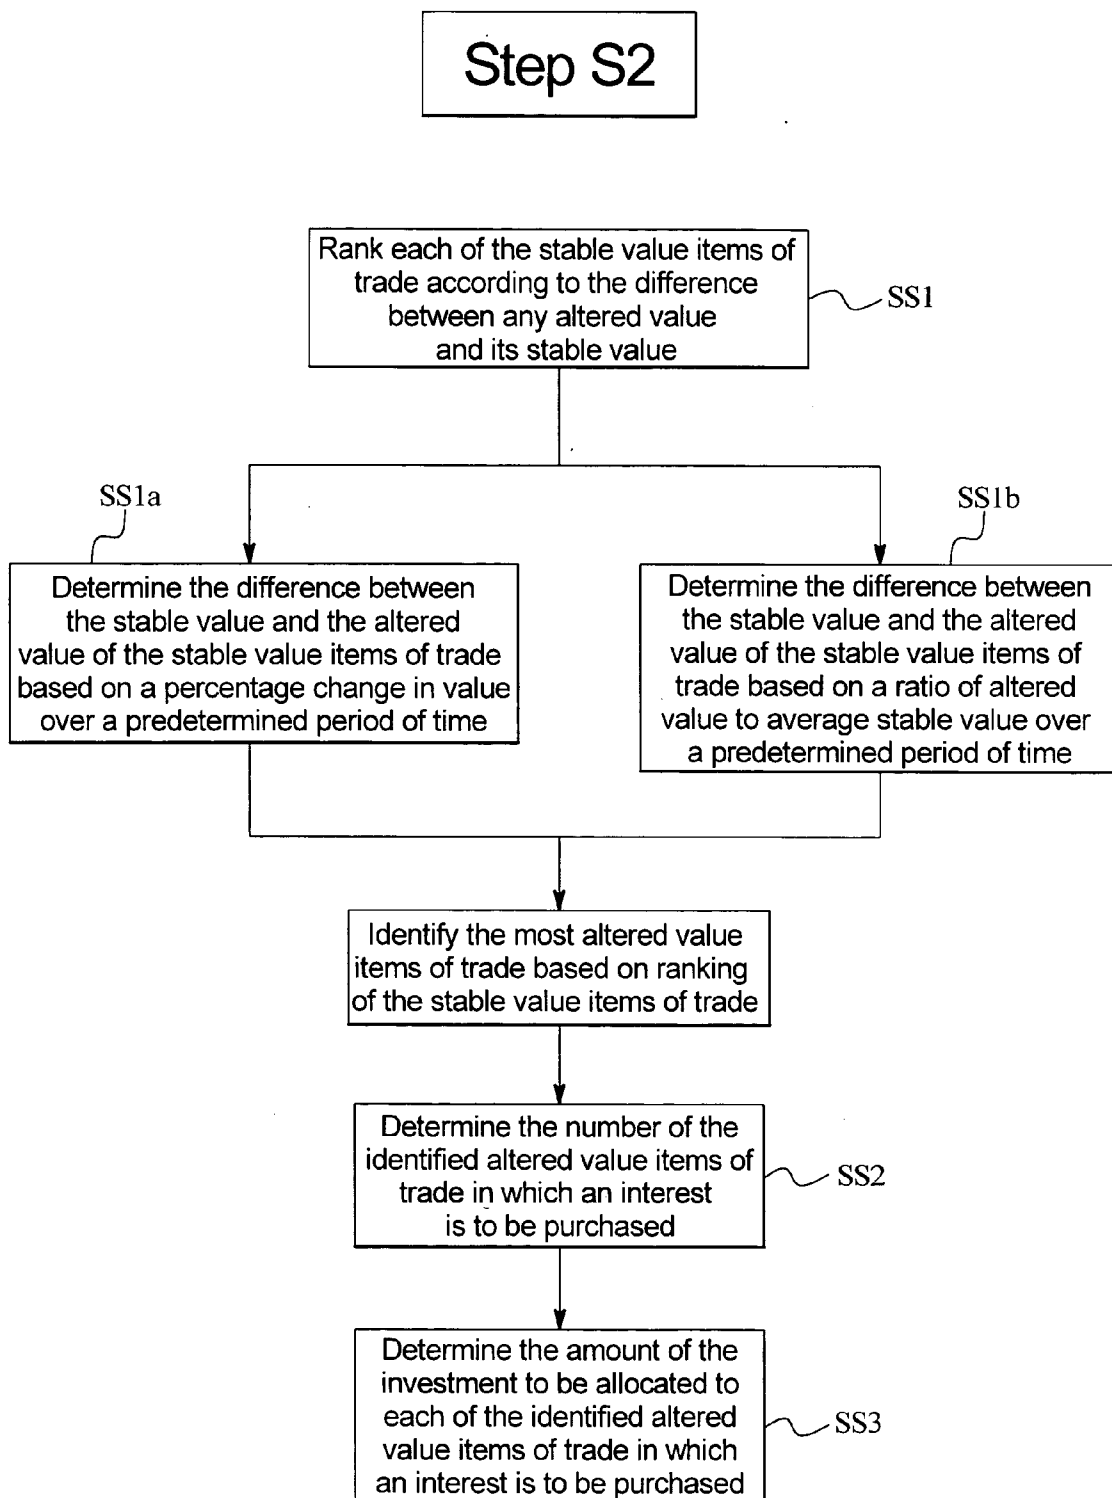 Step S2
Rank each of the stable value items of
trade according to the difference
between any altered value
and its stable value
SS1
SS1a
Determine the difference between
the stable value and the altered
value of the stable value items of trade
based on a percentage change in value
over a predetermined period of time
SS1b
Determine the difference between
the stable value and the altered
value of the stable value items of
trade based on a ratio of altered
value to average stable value over
a predetermined period of time
Identify the most altered value
items of trade based on ranking
of the stable value items of trade
Determine the number of the
identified altered value items of
trade in which an interest
is to be purchased
SS2
Determine the amount of the
investment to be allocated to
each of the identified altered
value items of trade in which
an interest is to be purchased
SS3